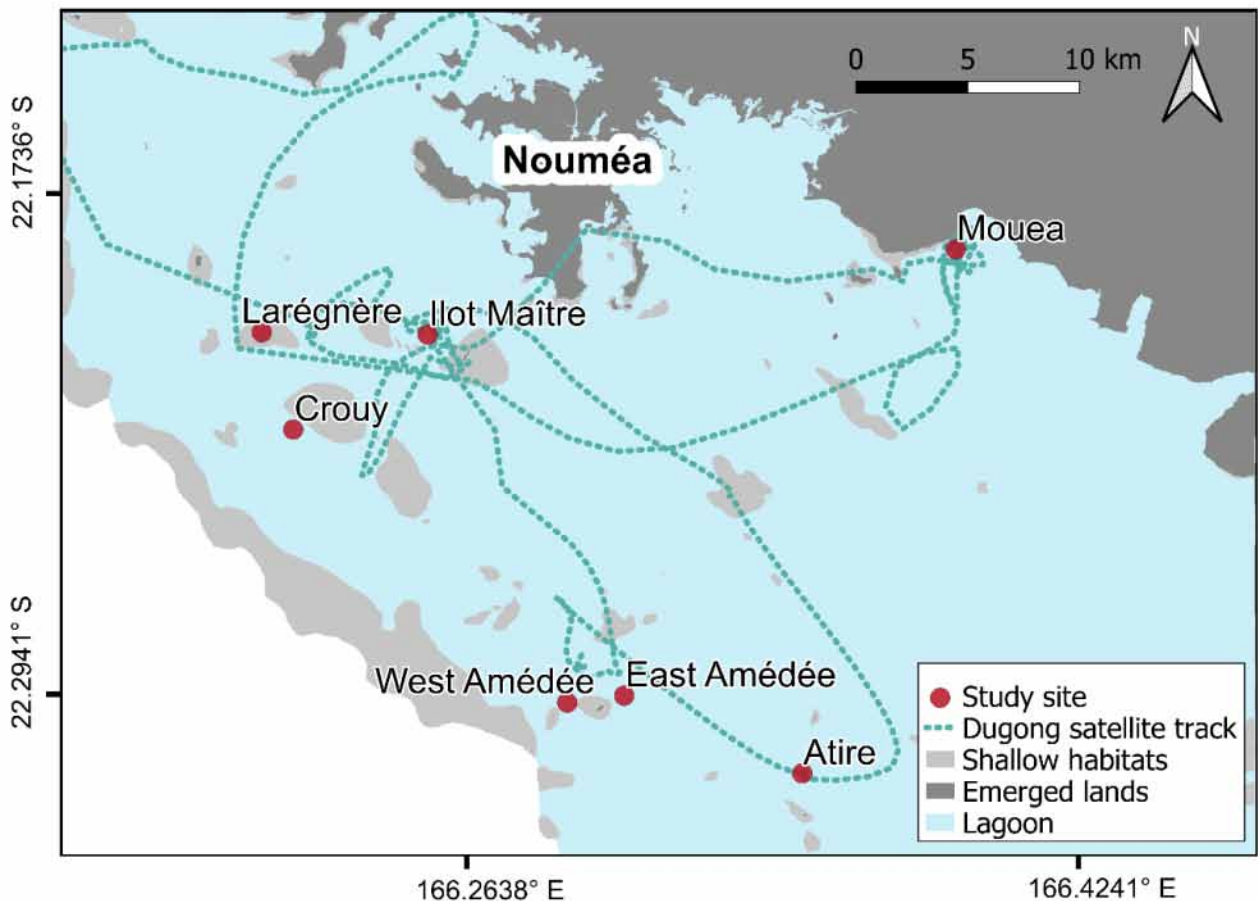 0 5 10 km
N
22.1736° S
Nouméa
Mouea
Larégnère
Ilot Maître
Crouy
22.2941° S
West Amédée
East Amédée
Atire
Study site
Dugong satellite track
Shallow habitats
Emerged lands
Lagoon
166.2638° E
166.4241° E